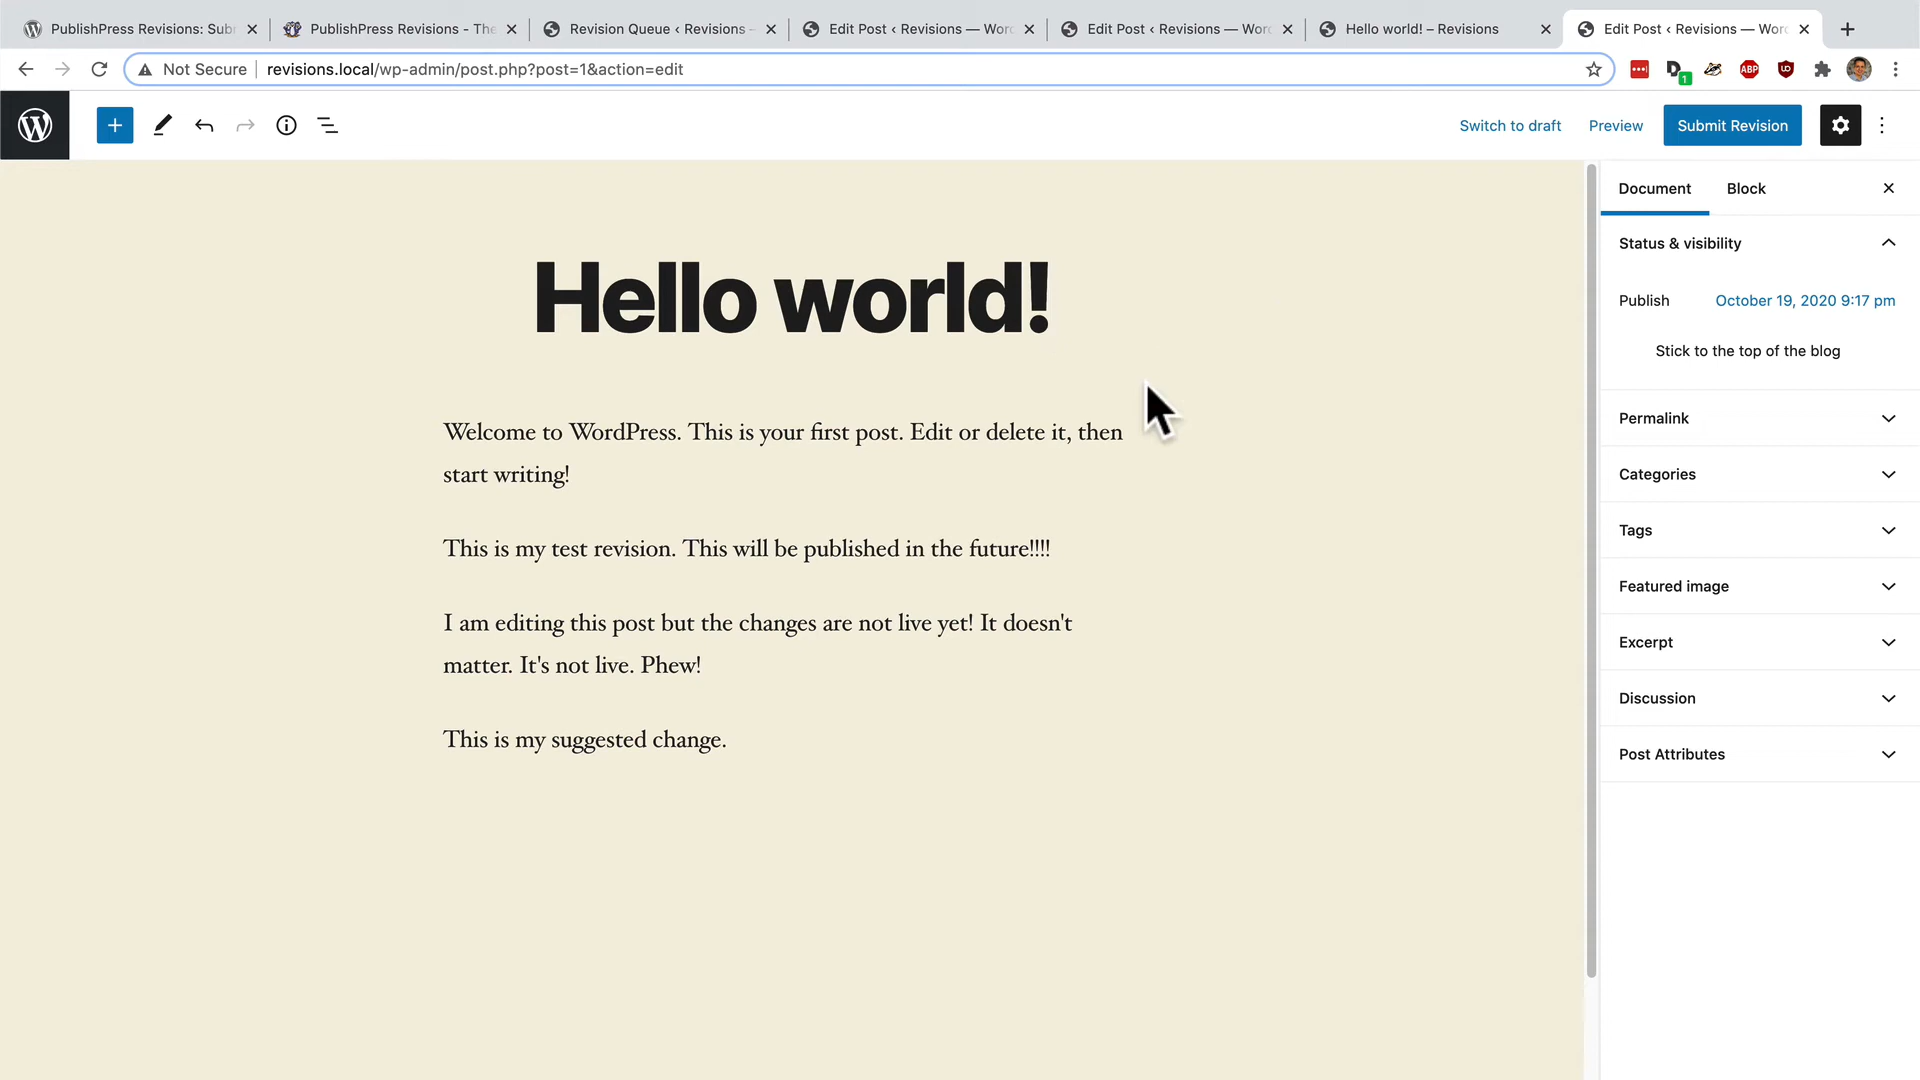 PublishPress Revisions: Sub
PublishPress Revisions - The
Revision Queue ‹ Revisions –
Edit Post ‹ Revisions — Wor
Edit Post ‹ Revisions — Wor
Hello world! – Revisions
Edit Post ‹ Revisions — Wor
Not Secure
revisions.local/wp-admin/post.php?post=1&action=edit
D
1
ABP
Switch to draft
Preview
Submit Revision
Document
Block
Status & visibility
Publish
October 19, 2020 9:17 pm
Stick to the top of the blog
Permalink
Categories
Tags
Featured image
Excerpt
Discussion
Post Attributes
Hello world!
Welcome to WordPress. This is your first post. Edit or delete it, then
start writing!
This is my test revision. This will be published in the future!!!!
I am editing this post but the changes are not live yet! It doesn't
matter. It's not live. Phew!
This is my suggested change.